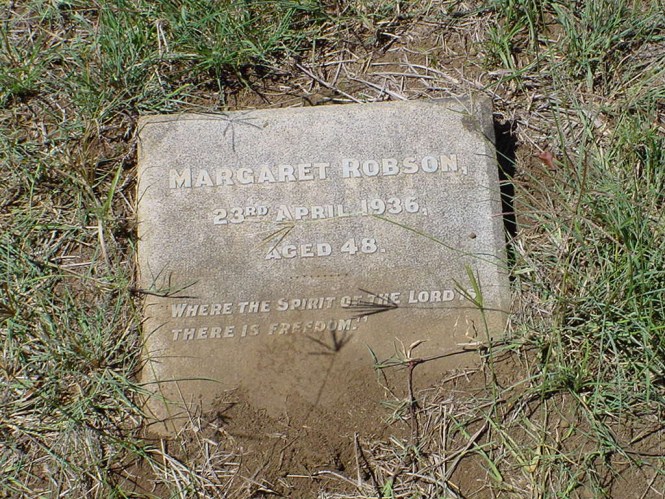 MARGARET ROBSON,
23RD APRIL 1936,
AGED 48.
WHERE THE SPIRIT OF THE LORD IS
THERE IS FREEDOM."